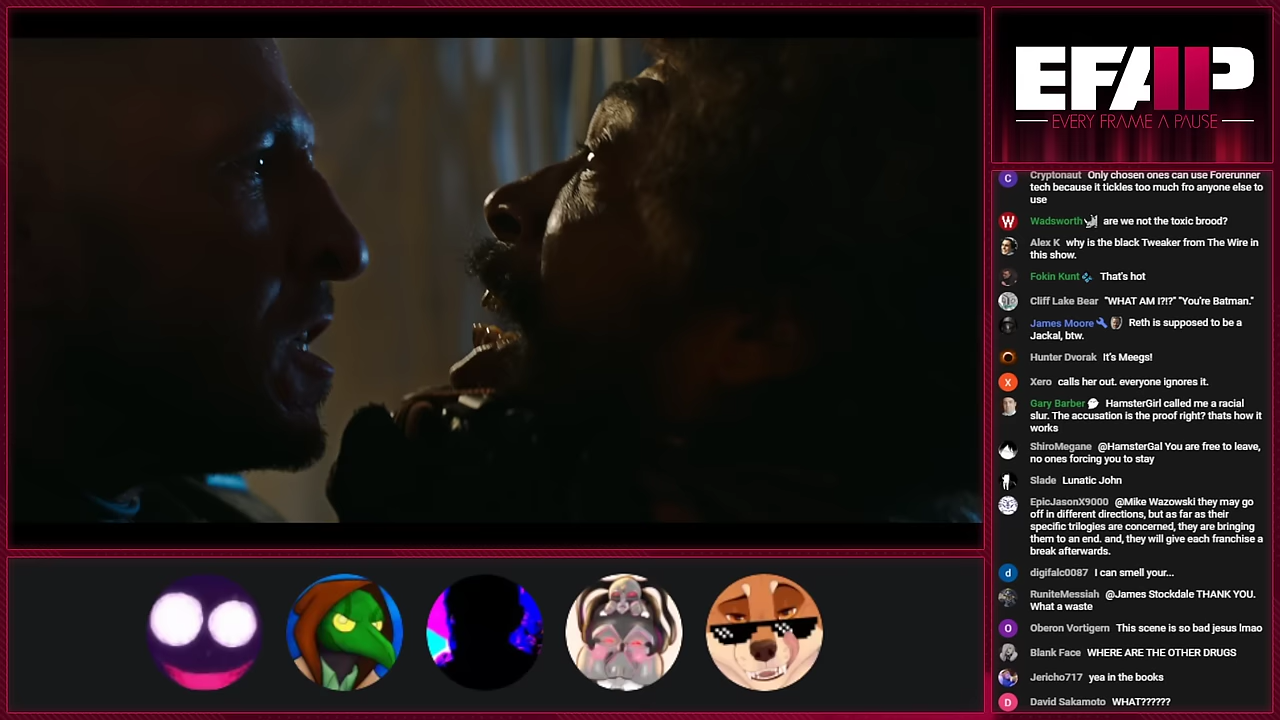 EFAP
EVERY FRAME A PAUSE
C Cryptonaut Only chosen ones can use Forerunner
tech because it tickles too much fro anyone else to
use
W Wadsworth are we not the toxic brood?
Alex K why is the black Tweaker from The Wire in
this show.
Fokin Kunt That's hot
Cliff Lake Bear "WHAT AM I?!?" "You're Batman."
James Moore Reth is supposed to be a
Jackal, btw.
Hunter Dvorak It's Meegs!
X Xero calls her out. everyone ignores it.
Gary Barber HamsterGirl called me a racial
slur. The accusation is the proof right? thats how it
works
ShiroMegane @HamsterGal You are free to leave,
no ones forcing you to stay
Slade Lunatic John
EpicJasonX9000 @Mike Wazowski they may go
off in different directions, but as far as their
specific trilogies are concerned, they are bringing
them to an end. and, they will give each franchise a
break afterwards.
d digifalc0087 I can smell your...
RuniteMessiah @James Stockdale THANK YOU.
What a waste
O Oberon Vortigern This scene is so bad jesus lmao
Blank Face WHERE ARE THE OTHER DRUGS
Jericho717 yea in the books
D David Sakamoto WHAT??????